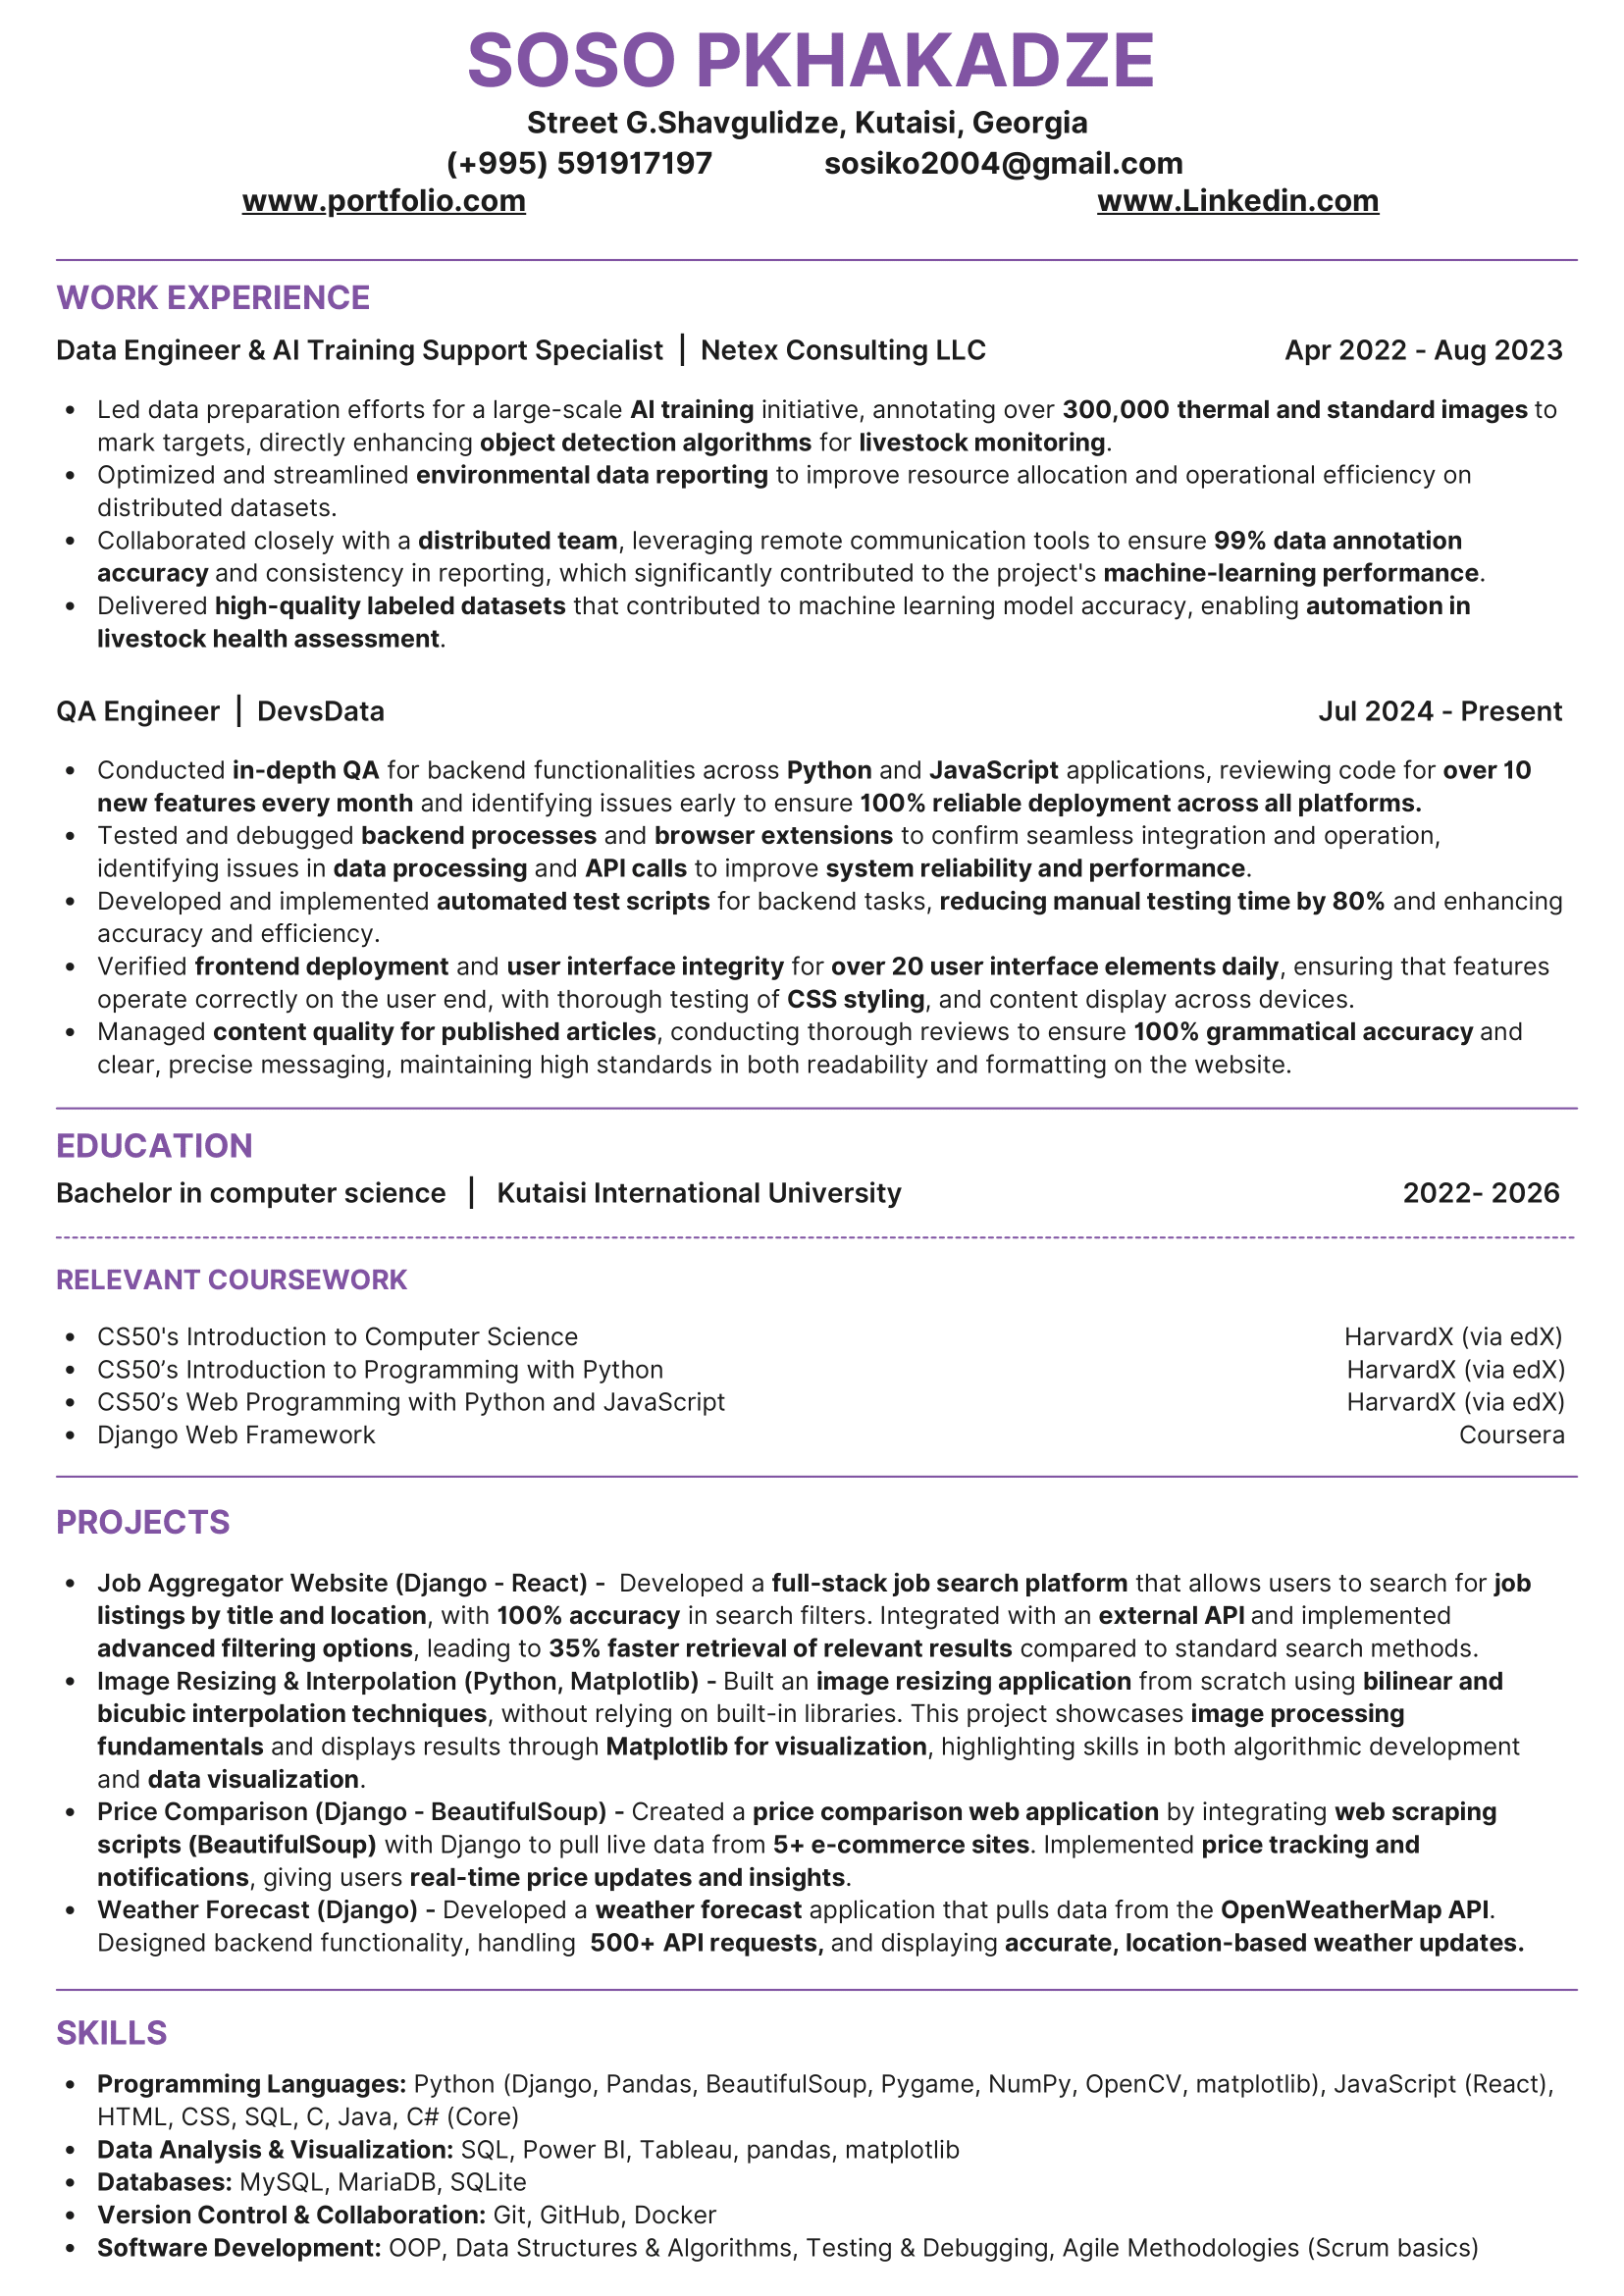 SOSO PKHAKADZE
Street G.Shavgulidze, Kutaisi, Georgia
(+995) 591917197 sosiko2004@gmail.com
www.portfolio.com www.Linkedin.com
WORK EXPERIENCE
Data Engineer & AI Training Support Specialist | Netex Consulting LLC Apr 2022 - Aug 2023
• Led data preparation efforts for a large-scale AI training initiative, annotating over 300,000 thermal and standard images to
mark targets, directly enhancing object detection algorithms for livestock monitoring.
• Optimized and streamlined environmental data reporting to improve resource allocation and operational efficiency on
distributed datasets.
• Collaborated closely with a distributed team, leveraging remote communication tools to ensure 99% data annotation
accuracy and consistency in reporting, which significantly contributed to the project's machine-learning performance.
• Delivered high-quality labeled datasets that contributed to machine learning model accuracy, enabling automation in
livestock health assessment.
QA Engineer | DevsData Jul 2024 - Present
• Conducted in-depth QA for backend functionalities across Python and JavaScript applications, reviewing code for over 10
new features every month and identifying issues early to ensure 100% reliable deployment across all platforms.
• Tested and debugged backend processes and browser extensions to confirm seamless integration and operation,
identifying issues in data processing and API calls to improve system reliability and performance.
• Developed and implemented automated test scripts for backend tasks, reducing manual testing time by 80% and enhancing
accuracy and efficiency.
• Verified frontend deployment and user interface integrity for over 20 user interface elements daily, ensuring that features
operate correctly on the user end, with thorough testing of CSS styling, and content display across devices.
• Managed content quality for published articles, conducting thorough reviews to ensure 100% grammatical accuracy and
clear, precise messaging, maintaining high standards in both readability and formatting on the website.
EDUCATION
Bachelor in computer science | Kutaisi International University 2022- 2026
RELEVANT COURSEWORK
• CS50's Introduction to Computer Science HarvardX (via edX)
• CS50’s Introduction to Programming with Python HarvardX (via edX)
• CS50’s Web Programming with Python and JavaScript HarvardX (via edX)
• Django Web Framework Coursera
PROJECTS
• Job Aggregator Website (Django - React) - Developed a full-stack job search platform that allows users to search for job
listings by title and location, with 100% accuracy in search filters. Integrated with an external API and implemented
advanced filtering options, leading to 35% faster retrieval of relevant results compared to standard search methods.
• Image Resizing & Interpolation (Python, Matplotlib) - Built an image resizing application from scratch using bilinear and
bicubic interpolation techniques, without relying on built-in libraries. This project showcases image processing
fundamentals and displays results through Matplotlib for visualization, highlighting skills in both algorithmic development
and data visualization.
• Price Comparison (Django - BeautifulSoup) - Created a price comparison web application by integrating web scraping
scripts (BeautifulSoup) with Django to pull live data from 5+ e-commerce sites. Implemented price tracking and
notifications, giving users real-time price updates and insights.
• Weather Forecast (Django) - Developed a weather forecast application that pulls data from the OpenWeatherMap API.
Designed backend functionality, handling 500+ API requests, and displaying accurate, location-based weather updates.
SKILLS
• Programming Languages: Python (Django, Pandas, BeautifulSoup, Pygame, NumPy, OpenCV, matplotlib), JavaScript (React),
HTML, CSS, SQL, C, Java, C# (Core)
• Data Analysis & Visualization: SQL, Power BI, Tableau, pandas, matplotlib
• Databases: MySQL, MariaDB, SQLite
• Version Control & Collaboration: Git, GitHub, Docker
• Software Development: OOP, Data Structures & Algorithms, Testing & Debugging, Agile Methodologies (Scrum basics)